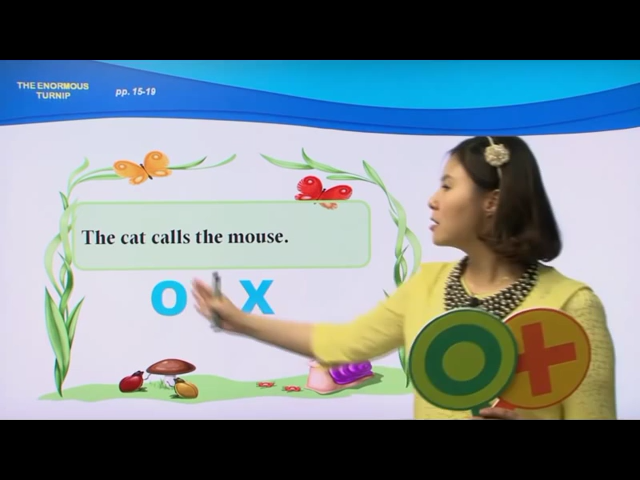 THE ENORMOUS
TURNIP
pp. 15-19
The cat calls the mouse.
O X